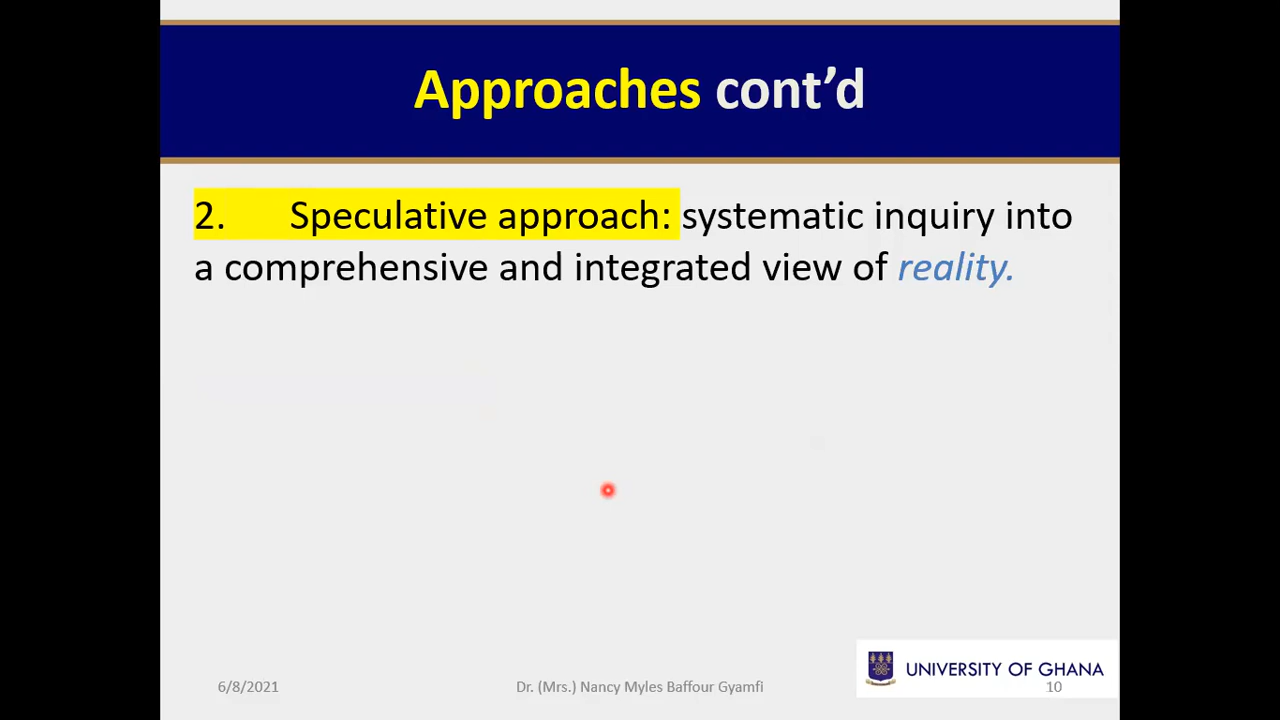 Approaches cont’d
2. Speculative approach: systematic inquiry into
a comprehensive and integrated view of reality.
UNIVERSITY OF GHANA
6/8/2021
Dr. (Mrs.) Nancy Myles Baffour Gyamfi
10